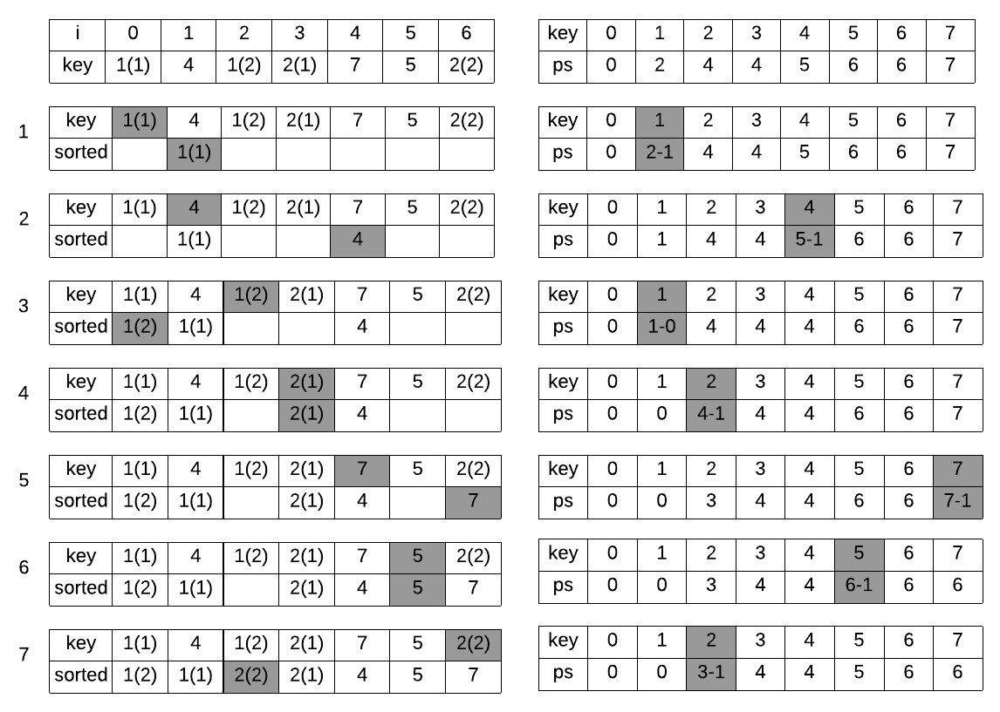 i 0 1 2 3 4 5 6
key 1(1) 4 1(2) 2(1) 7 5 2(2)
key 0 1 2 3 4 5 6 7
ps 0 2 4 4 5 6 6 7
1
key 1(1) 4 1(2) 2(1) 7 5 2(2)
sorted 1(1)
key 0 1 2 3 4 5 6 7
ps 0 2-1 4 4 5 6 6 7
2
key 1(1) 4 1(2) 2(1) 7 5 2(2)
sorted 1(1) 4
key 0 1 2 3 4 5 6 7
ps 0 1 4 4 5-1 6 6 7
3
key 1(1) 4 1(2) 2(1) 7 5 2(2)
sorted 1(2) 1(1) 4
key 0 1 2 3 4 5 6 7
ps 0 1-0 4 4 4 6 6 7
4
key 1(1) 4 1(2) 2(1) 7 5 2(2)
sorted 1(2) 1(1) 2(1) 4
key 0 1 2 3 4 5 6 7
ps 0 0 4-1 4 4 6 6 7
5
key 1(1) 4 1(2) 2(1) 7 5 2(2)
sorted 1(2) 1(1) 2(1) 4 7
key 0 1 2 3 4 5 6 7
ps 0 0 3 4 4 6 6 7-1
6
key 1(1) 4 1(2) 2(1) 7 5 2(2)
sorted 1(2) 1(1) 2(1) 4 5 7
key 0 1 2 3 4 5 6 7
ps 0 0 3 4 4 6-1 6 6
7
key 1(1) 4 1(2) 2(1) 7 5 2(2)
sorted 1(2) 1(1) 2(2) 2(1) 4 5 7
key 0 1 2 3 4 5 6 7
ps 0 0 3-1 4 4 5 6 6